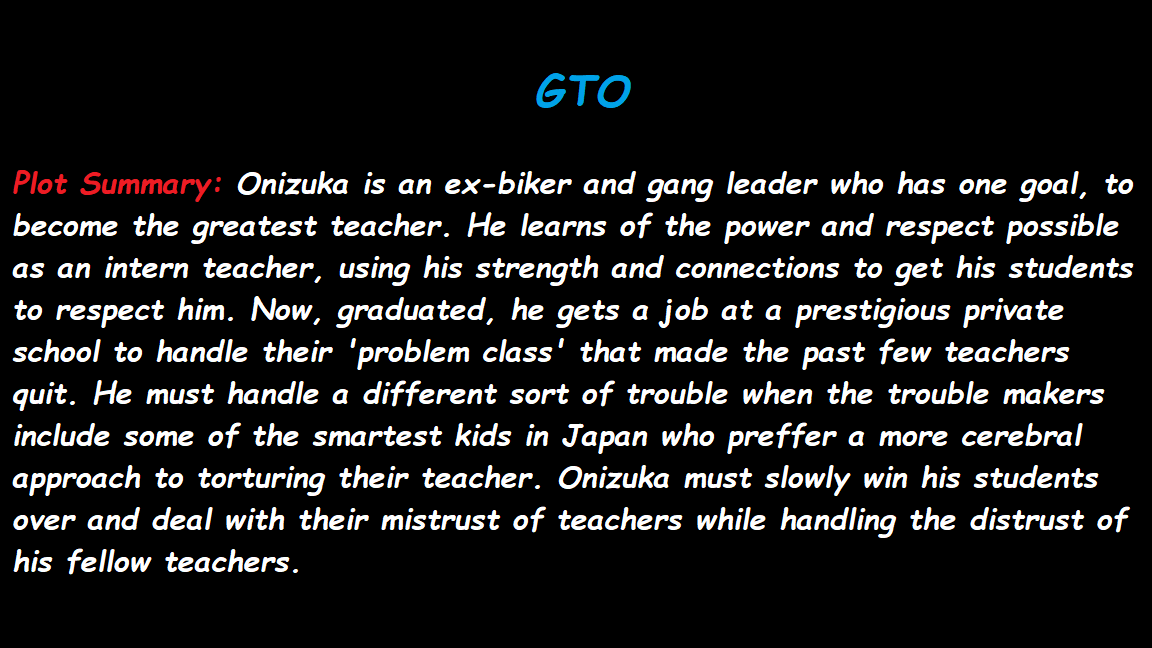 GTO
Plot Summary: Onizuka is an ex-biker and gang leader who has one goal, to
become the greatest teacher. He learns of the power and respect possible
as an intern teacher, using his strength and connections to get his students
to respect him. Now, graduated, he gets a job at a prestigious private
school to handle their 'problem class' that made the past few teachers
quit. He must handle a different sort of trouble when the trouble makers
include some of the smartest kids in Japan who preffer a more cerebral
approach to torturing their teacher. Onizuka must slowly win his students
over and deal with their mistrust of teachers while handling the distrust of
his fellow teachers.